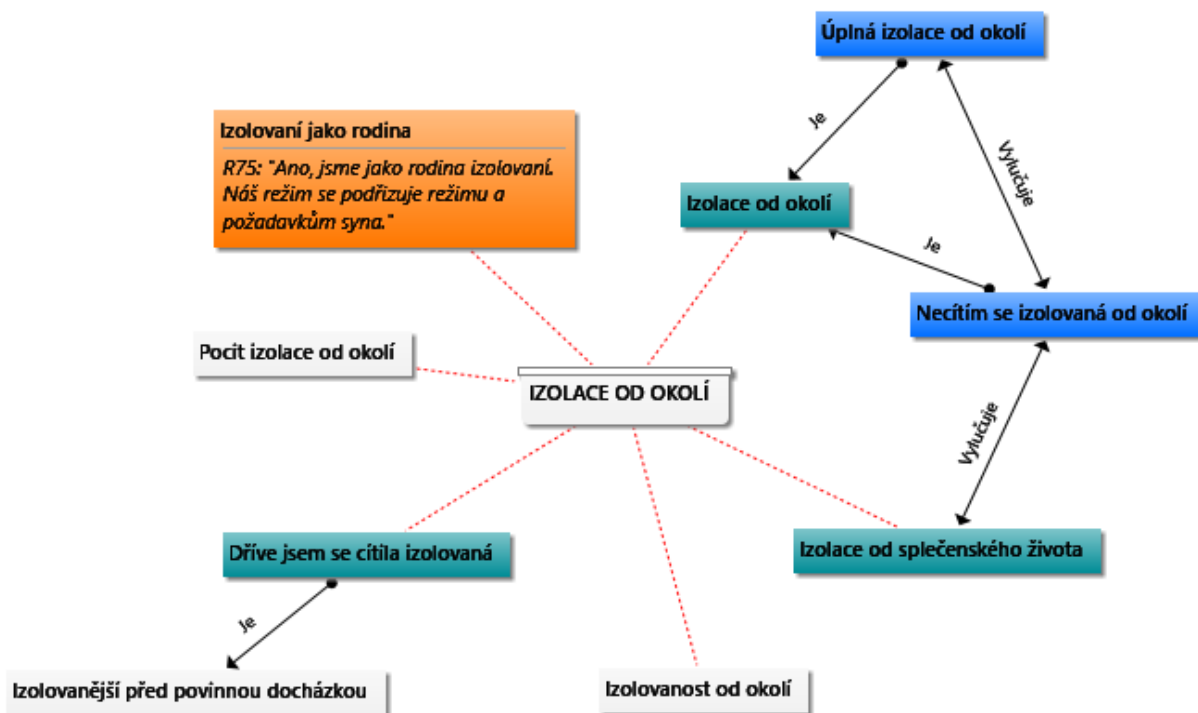 Úplná izolace od okolí
Je
Vylučuje
Izolovaní jako rodina
R75: "Ano, jsme jako rodina izolovaní.
Náš režim se podřizuje režimu a
požadavkům syna."
Izolace od okolí
Je
Necítím se izolovaná od okolí
Pocit izolace od okolí
IZOLACE OD OKOLÍ
Vylučuje
Dříve jsem se cítila izolovaná
Izolace od splečenského života
Je
Izolovanější před povinnou docházkou
Izolovanost od okolí